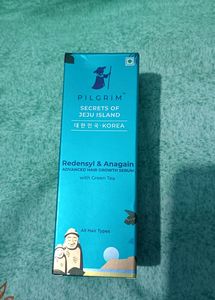 PILGRIM
SECRETS OF
JEJU ISLAND
대한민국·KOREA
Redensyl & Anagain
ADVANCED HAIR GROWTH SERUM
with Green Tea
All Hair Types